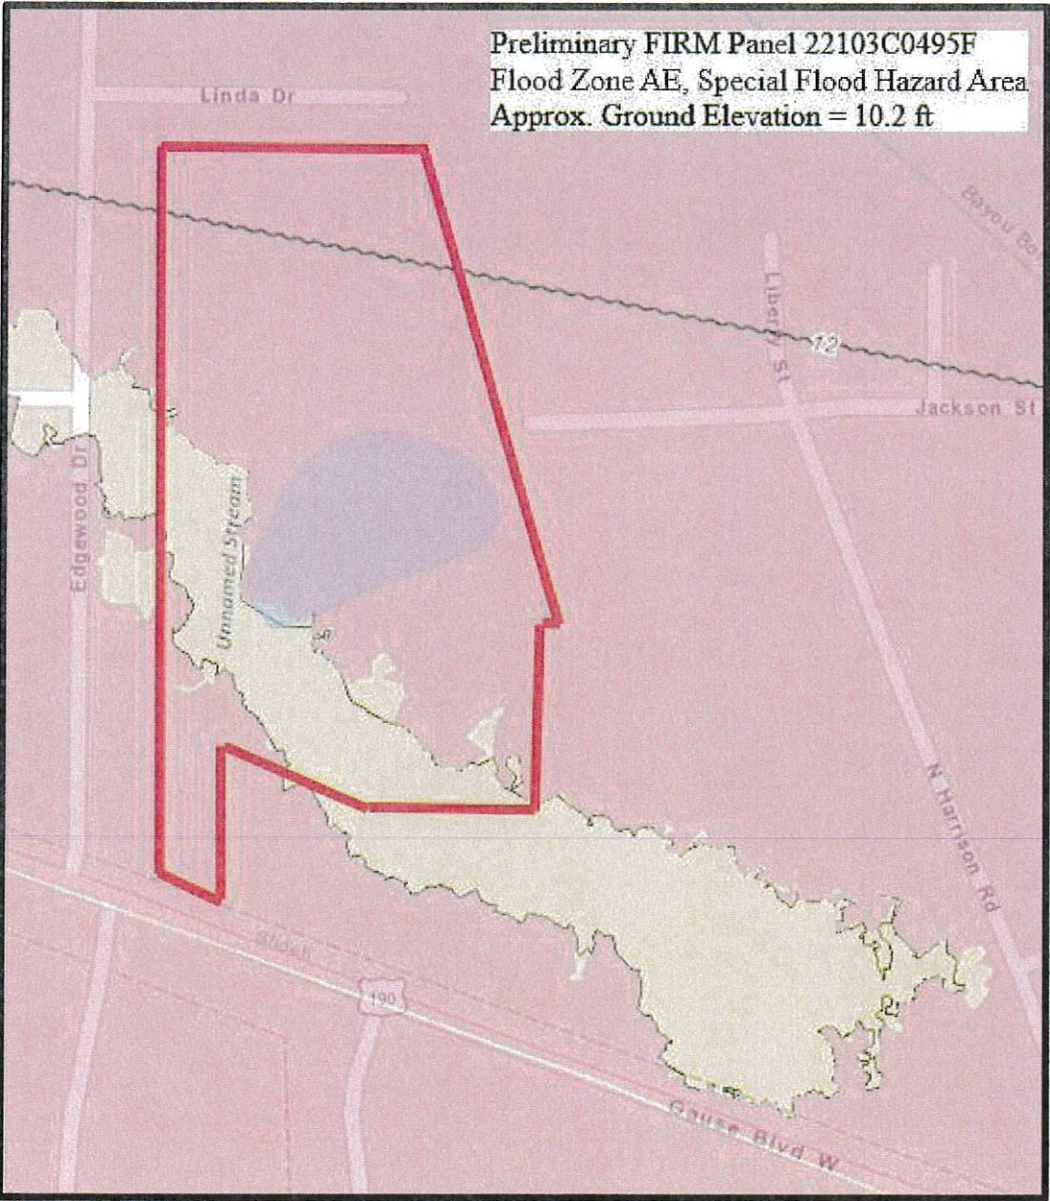 Preliminary FIRM Panel 22103C0495F
Flood Zone AE, Special Flood Hazard Area
Approx. Ground Elevation = 10.2 ft
Linda Dr
Bayou
Liberty St
12
Jackson St
Edgewood Dr
Unnamed Stream
N Harrison Rd
190
Gause Blvd W